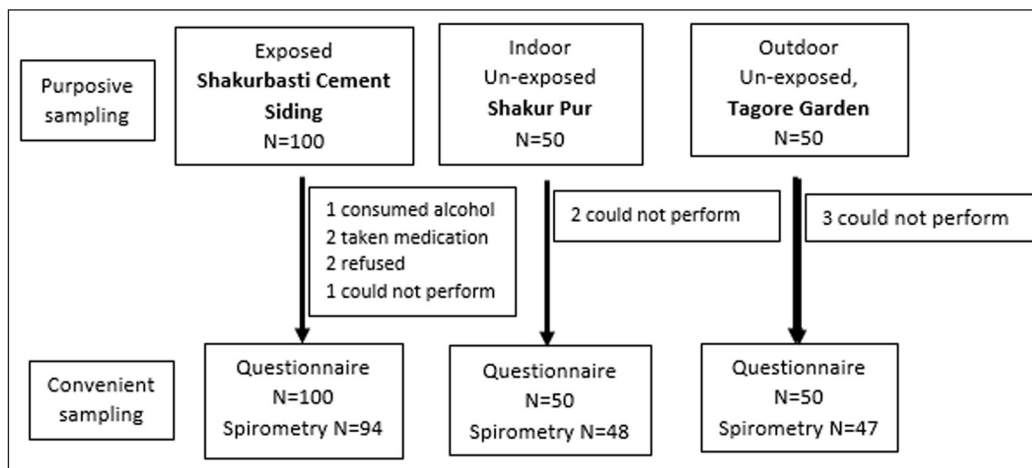 Purposive
sampling
Exposed
Shakurbasti Cement
Siding
N=100
Indoor
Un-exposed
Shakur Pur
N=50
Outdoor
Un-exposed,
Tagore Garden
N=50
1 consumed alcohol
2 taken medication
2 refused
1 could not perform
2 could not perform
3 could not perform
Convenient
sampling
Questionnaire
N=100
Spirometry N=94
Questionnaire
N=50
Spirometry N=48
Questionnaire
N=50
Spirometry N=47